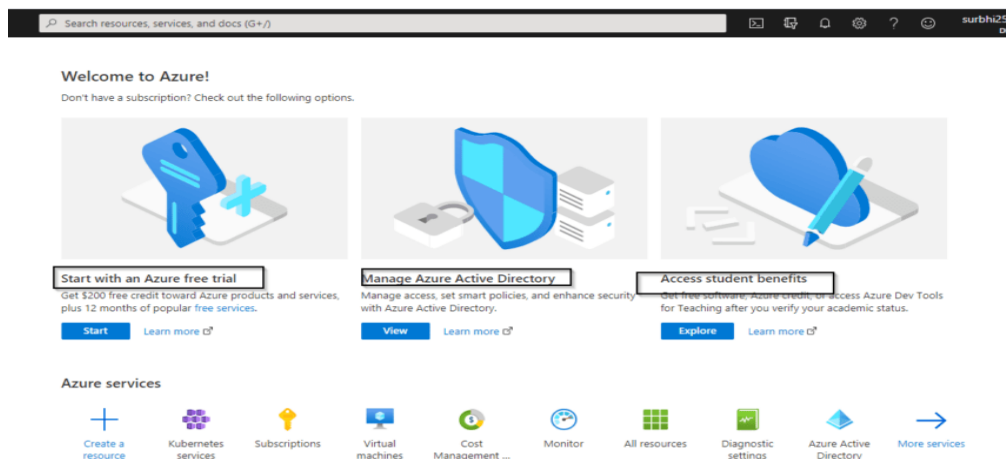 Search resources, services, and docs (G+/)
surbhi25
D
Welcome to Azure!
Don't have a subscription? Check out the following options.
Start with an Azure free trial
Get $200 free credit toward Azure products and services,
plus 12 months of popular free services.
Start Learn more
Manage Azure Active Directory
Manage access, set smart policies, and enhance security
with Azure Active Directory.
View Learn more
Access student benefits
Get free software, Azure credit, or access Azure Dev Tools
for Teaching after you verify your academic status.
Explore Learn more
Azure services
Create a
resource
Kubernetes
services
Subscriptions
Virtual
machines
Cost
Management ...
Monitor
All resources
Diagnostic
settings
Azure Active
Directory
More services